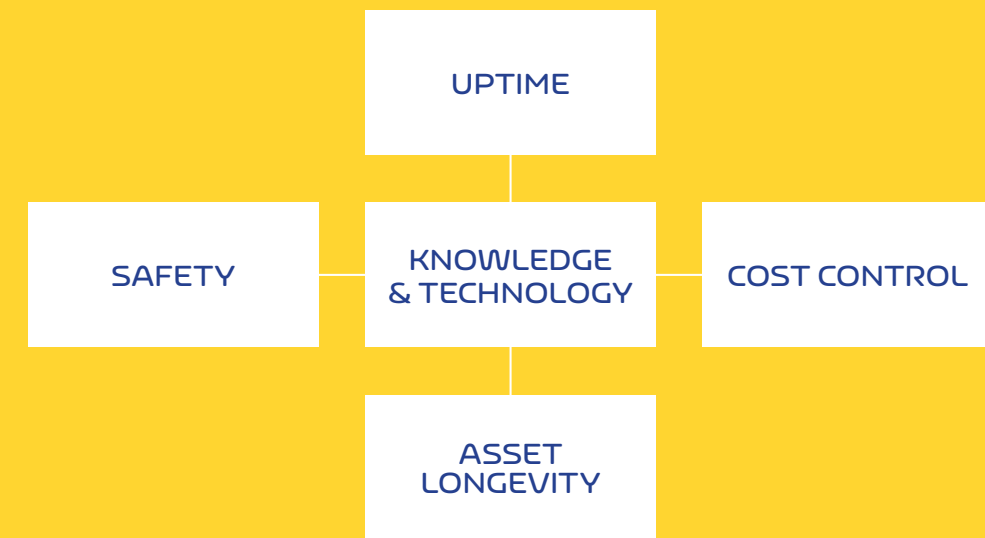 UPTIME
SAFETY
KNOWLEDGE
& TECHNOLOGY
COST CONTROL
ASSET
LONGEVITY